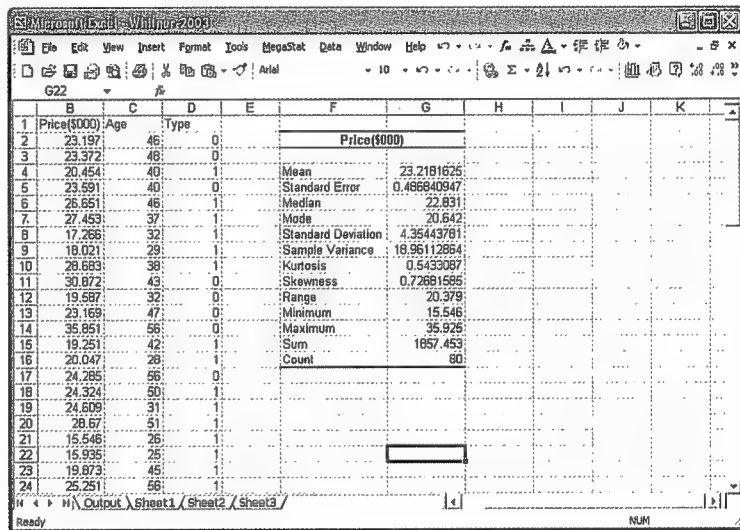 Microsoft Excel - Whitner-2003
File Edit View Insert Format Tools MegaStat Data Window Help
Arial 10
G22 fx
B C D E F G H I J K
1 Price($000) Age Type
2 23.197 46 0 Price($000)
3 23.372 48 0
4 20.454 40 1 Mean 23.2181625
5 23.591 40 0 Standard Error 0.486840947
6 26.651 46 1 Median 22.831
7 27.453 37 1 Mode 20.642
8 17.266 32 1 Standard Deviation 4.35443781
9 18.021 29 1 Sample Variance 18.96112864
10 28.683 38 1 Kurtosis 0.5433087
11 30.872 43 0 Skewness 0.72681585
12 19.587 32 0 Range 20.379
13 23.169 47 0 Minimum 15.546
14 35.851 56 0 Maximum 35.925
15 19.251 42 1 Sum 1857.453
16 20.047 28 1 Count 80
17 24.285 56 0
18 24.324 50 1
19 24.609 31 1
20 28.67 51 1
21 15.546 26 1
22 15.935 25 1
23 19.873 45 1
24 25.251 56 1
Output Sheet1 Sheet2 Sheet3
Ready NUM